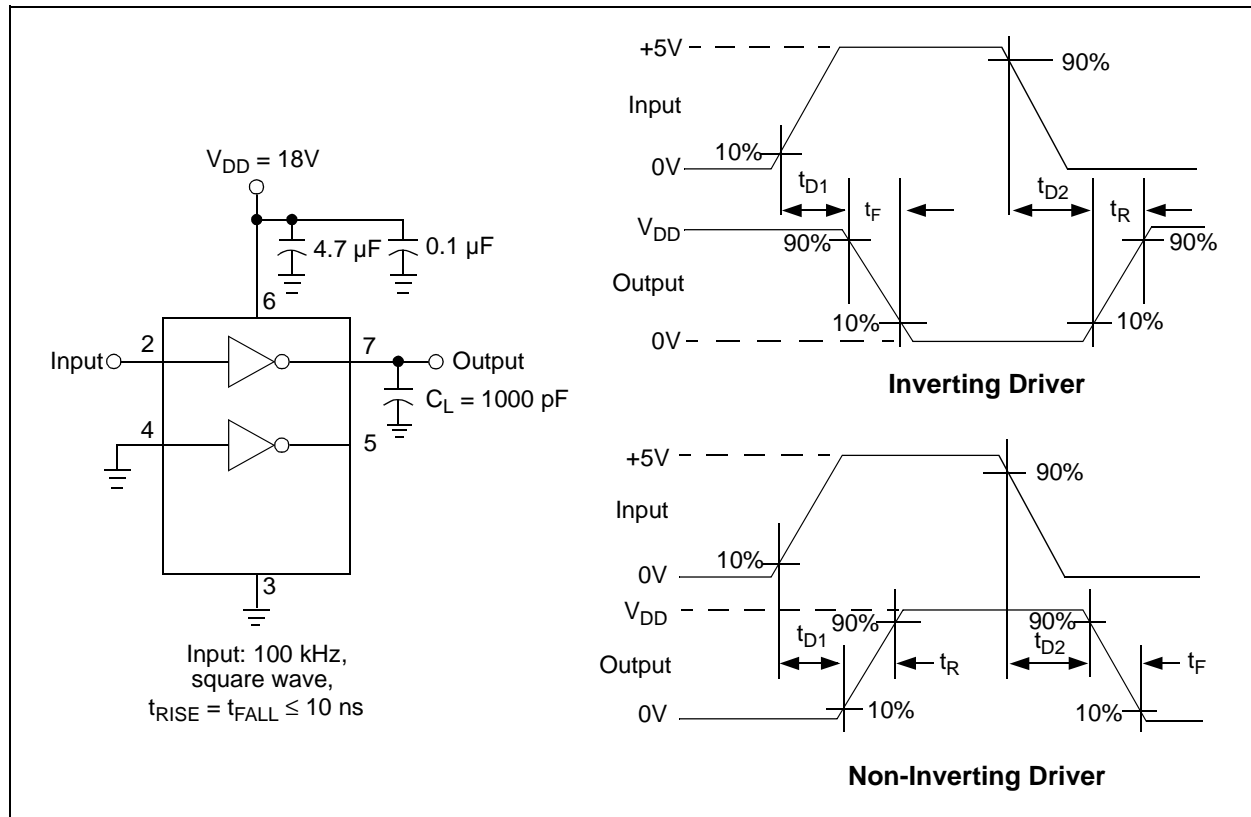 V_DD = 18V
4.7 µF
0.1 µF
6
Input
2
7
Output
C_L = 1000 pF
4
5
3
Input: 100 kHz,
square wave,
t_RISE = t_FALL ≤ 10 ns
+5V
90%
Input
10%
0V
t_D1
t_F
t_D2
t_R
V_DD
90%
90%
Output
10%
10%
0V
Inverting Driver
+5V
90%
Input
10%
0V
V_DD
t_D1
90%
90%
t_D2
Output
t_R
t_F
0V
10%
10%
Non-Inverting Driver